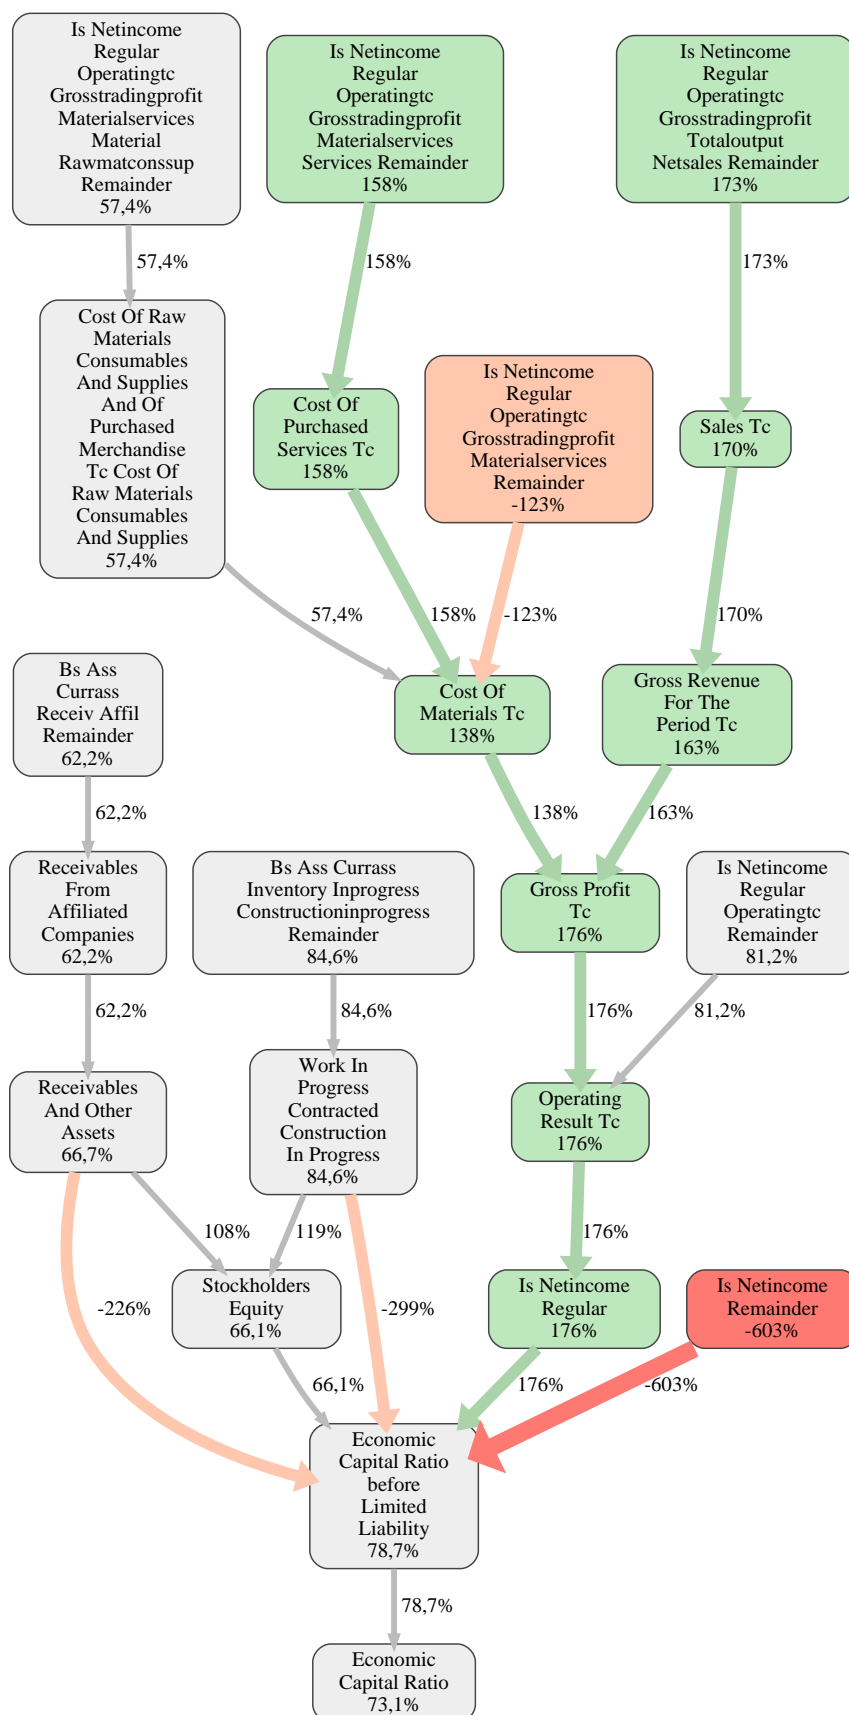 Is Netincome
Regular
Operatingtc
Grosstradingprofit
Materialservices
Material
Rawmatconssup
Remainder
57,4%
Is Netincome
Regular
Operatingtc
Grosstradingprofit
Materialservices
Services Remainder
158%
Is Netincome
Regular
Operatingtc
Grosstradingprofit
Totaloutput
Netsales Remainder
173%
57,4%
158%
173%
Cost Of Raw
Materials
Consumables
And Supplies
And Of
Purchased
Merchandise
Tc Cost Of
Raw Materials
Consumables
And Supplies
57,4%
Cost Of
Purchased
Services Tc
158%
Is Netincome
Regular
Operatingtc
Grosstradingprofit
Materialservices
Remainder
-123%
Sales Tc
170%
57,4%
158%
-123%
170%
Bs Ass
Currass
Receiv Affil
Remainder
62,2%
Cost Of
Materials Tc
138%
Gross Revenue
For The
Period Tc
163%
62,2%
138%
163%
Receivables
From
Affiliated
Companies
62,2%
Bs Ass Currass
Inventory Inprogress
Constructioninprogress
Remainder
84,6%
Gross Profit
Tc
176%
Is Netincome
Regular
Operatingtc
Remainder
81,2%
62,2%
84,6%
176%
81,2%
Receivables
And Other
Assets
66,7%
Work In
Progress
Contracted
Construction
In Progress
84,6%
Operating
Result Tc
176%
108%
119%
176%
-226%
-299%
Stockholders
Equity
66,1%
Is Netincome
Regular
176%
Is Netincome
Remainder
-603%
66,1%
176%
-603%
Economic
Capital Ratio
before
Limited
Liability
78,7%
78,7%
Economic
Capital Ratio
73,1%